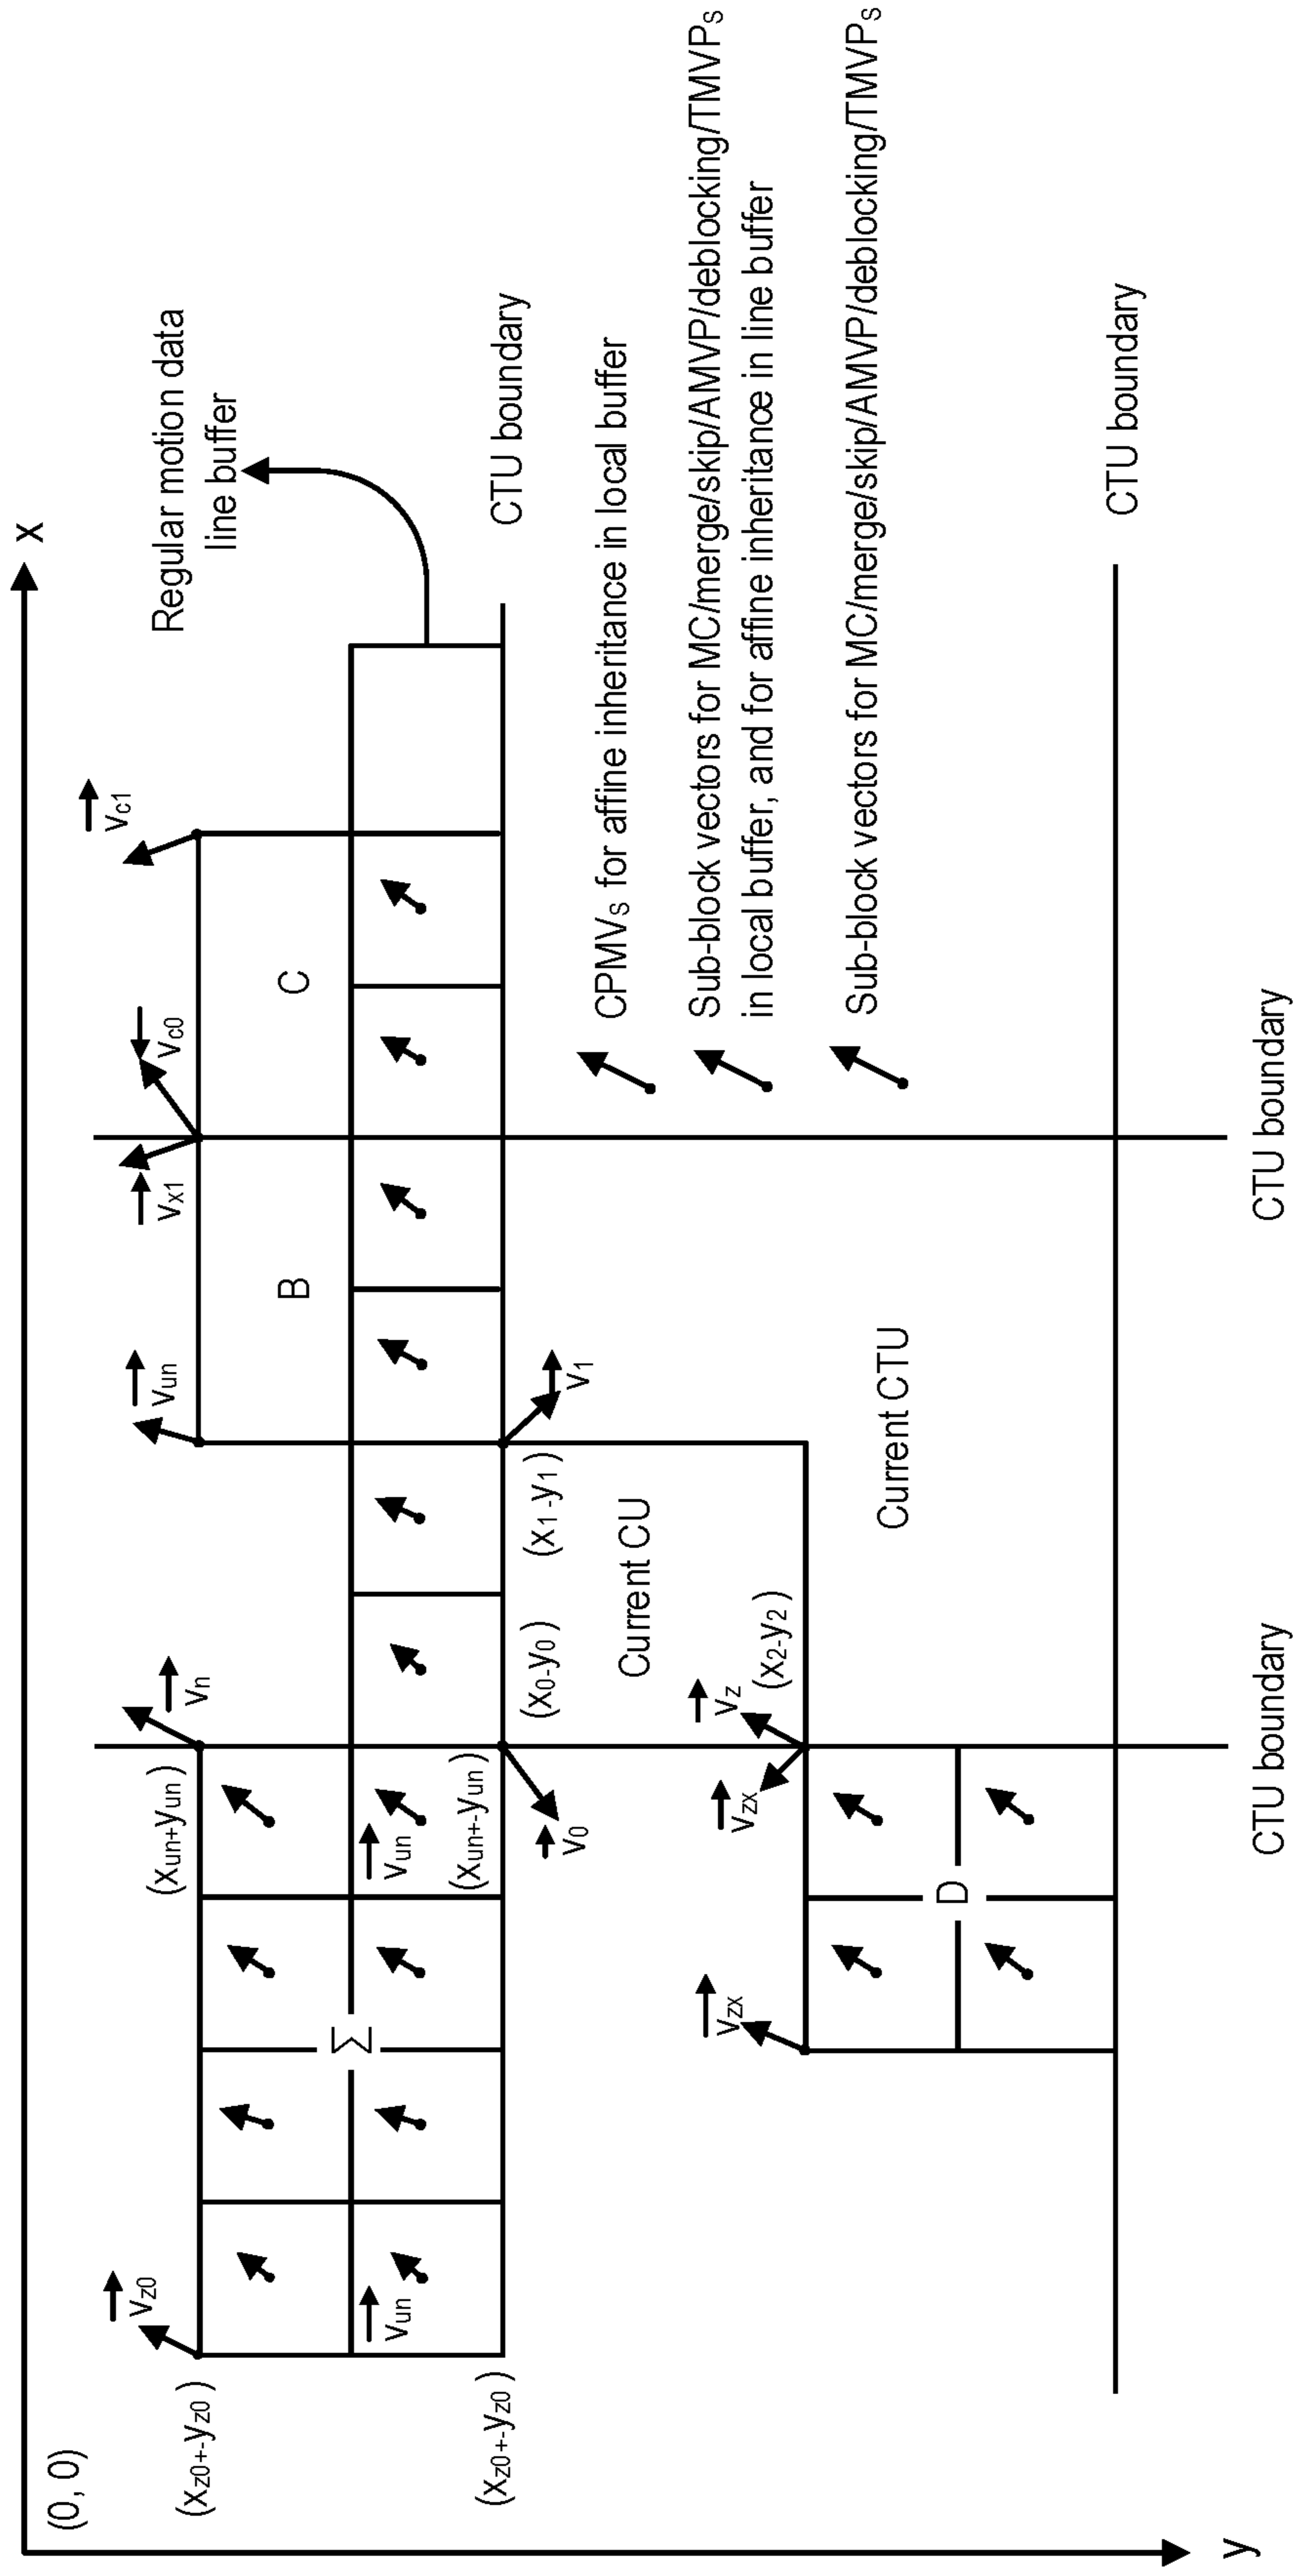 (0, 0)
x
y
Regular motion data
line buffer
CTU boundary
vz0
vn
vun
vx1
vc0
vc1
(xz0+-yz0)
(xun+yun)
B
C
Σ
vun
vun
(xz0+-yz0)
(xun+-yun)
v0
(x0-y0)
(x1-y1)
v1
Current CU
CPMVS for affine inheritance in local buffer
Sub-block vectors for MC/merge/skip/AMVP/deblocking/TMVPS
in local buffer, and for affine inheritance in line buffer
Sub-block vectors for MC/merge/skip/AMVP/deblocking/TMVPS
vzx
vzx
vz
(x2-y2)
Current CTU
D
CTU boundary
CTU boundary
CTU boundary